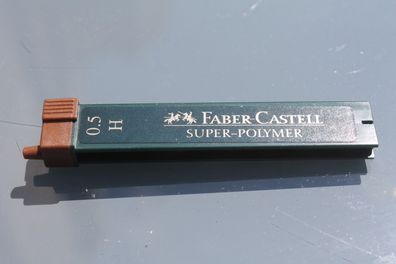 0.5
H
FABER-CASTELL
SUPER-POLYMER